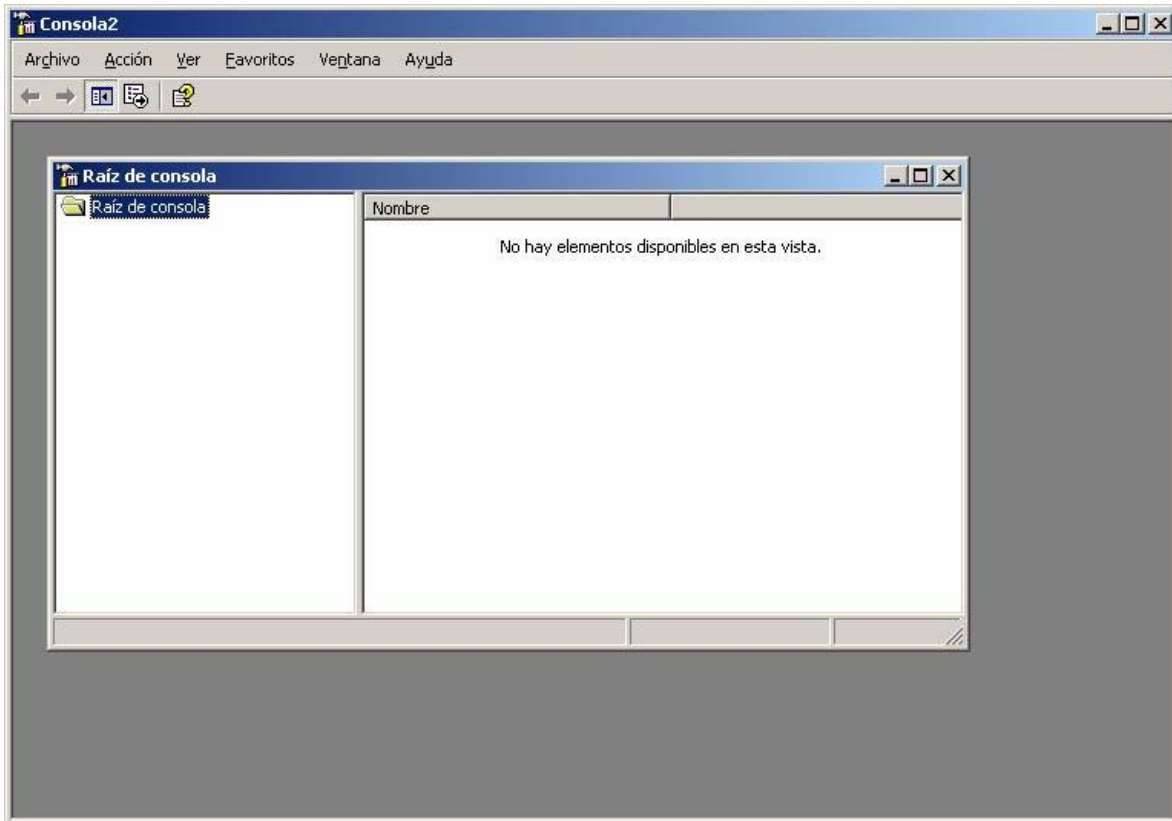 Consola2
Archivo Acción Ver Favoritos Ventana Ayuda
Raíz de consola
Raíz de consola
Nombre
No hay elementos disponibles en esta vista.